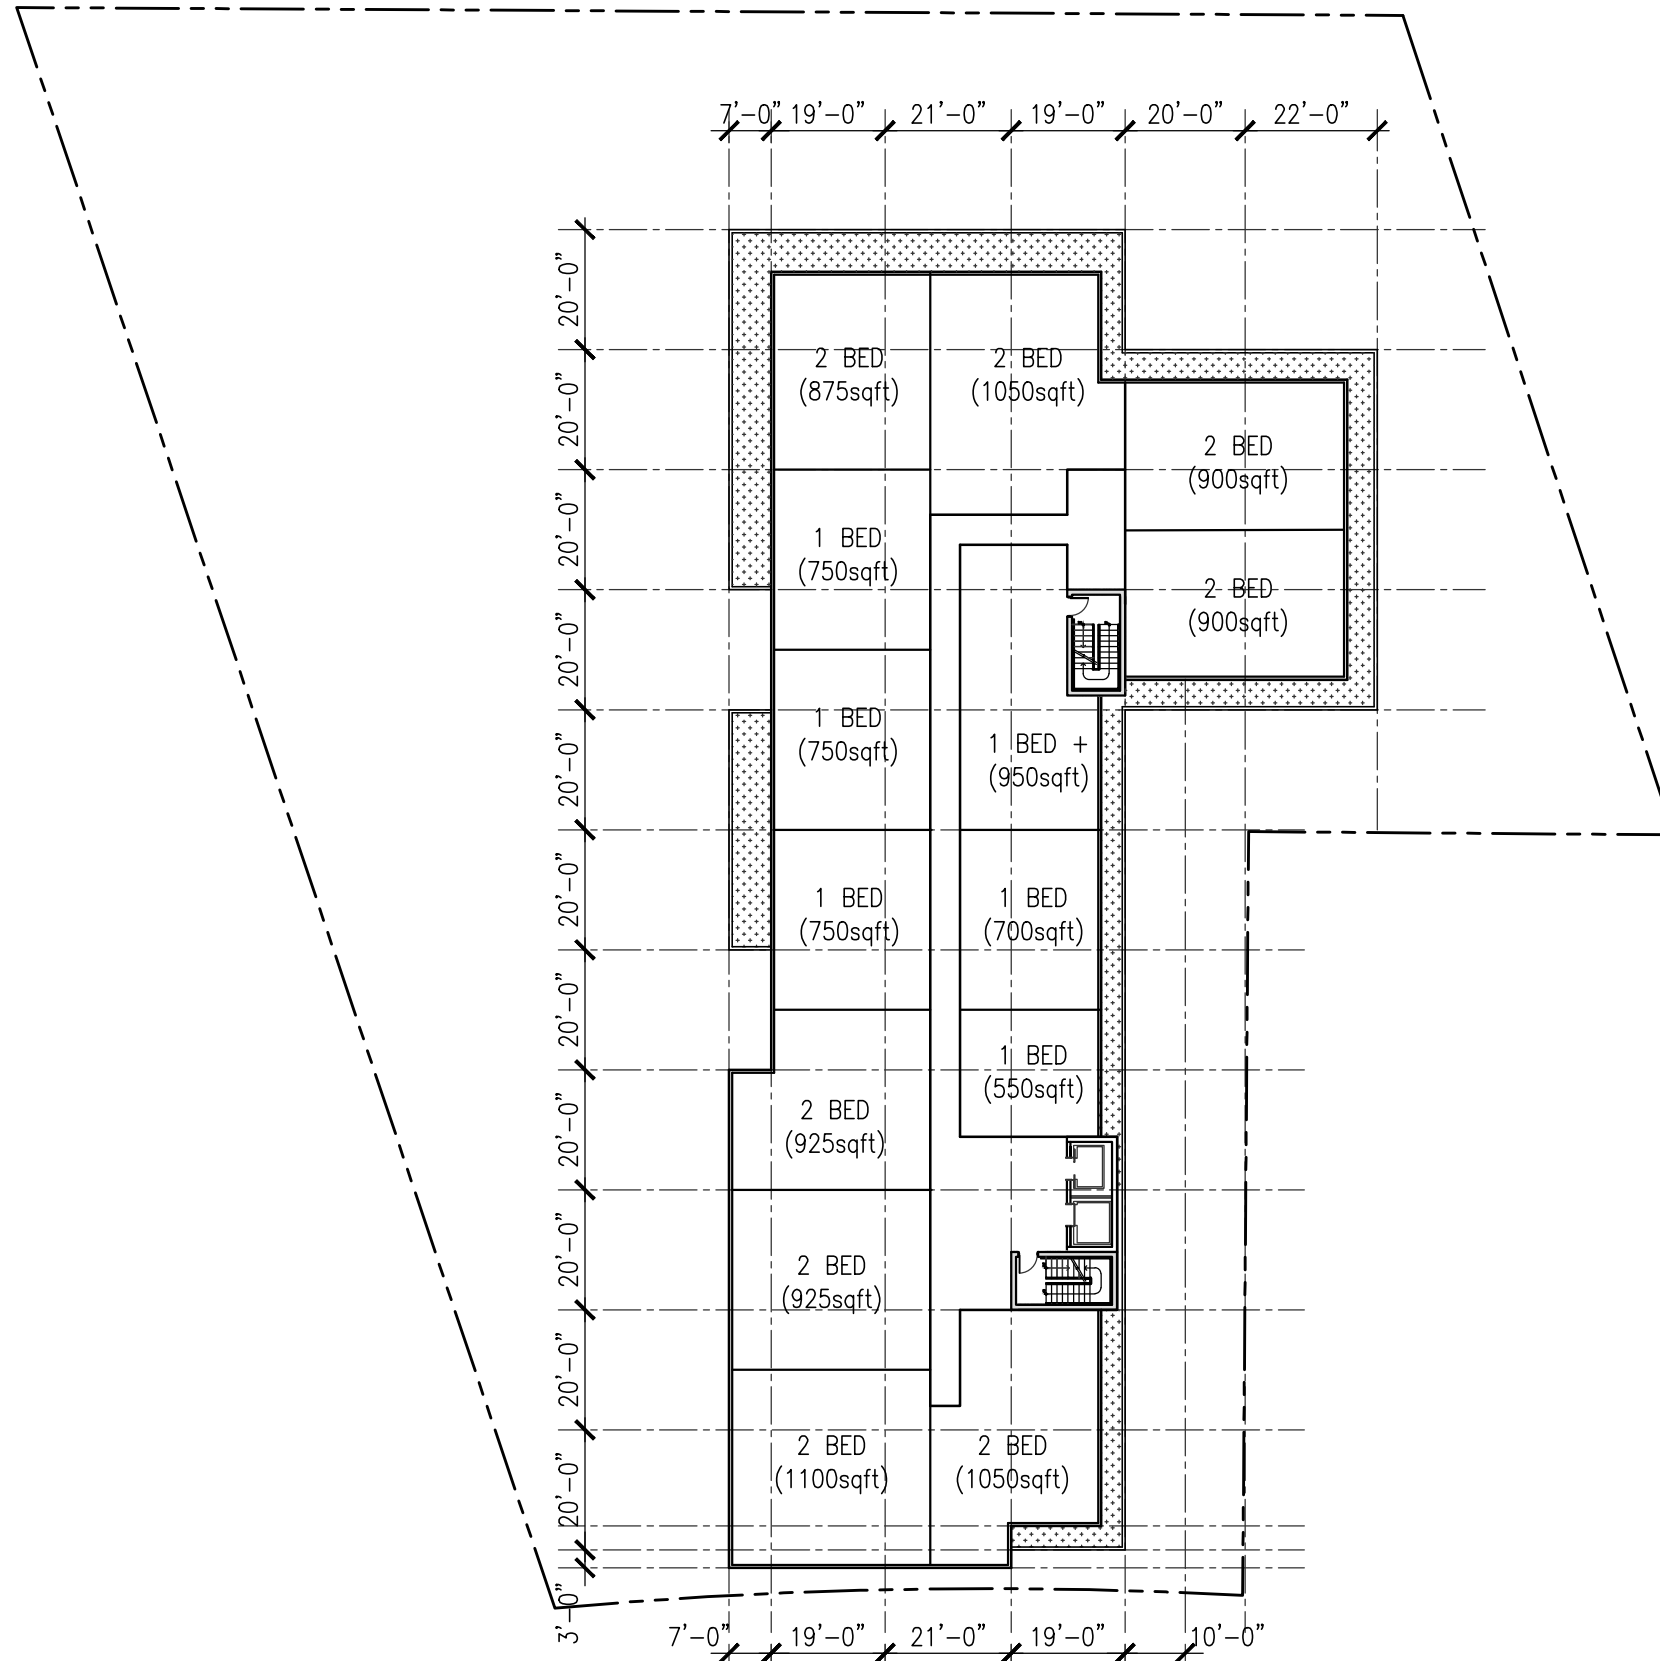 7'-0" 19'-0" 21'-0" 19'-0" 20'-0" 22'-0"
20'-0"
20'-0"
20'-0"
20'-0"
20'-0"
20'-0"
20'-0"
20'-0"
20'-0"
20'-0"
20'-0"
3'-0"
2 BED
(875sqft)
2 BED
(1050sqft)
2 BED
(900sqft)
1 BED
(750sqft)
2 BED
(900sqft)
1 BED
(750sqft)
1 BED +
(950sqft)
1 BED
(750sqft)
1 BED
(700sqft)
1 BED
(550sqft)
2 BED
(925sqft)
2 BED
(925sqft)
2 BED
(1100sqft)
2 BED
(1050sqft)
7'-0" 19'-0" 21'-0" 19'-0" 10'-0"